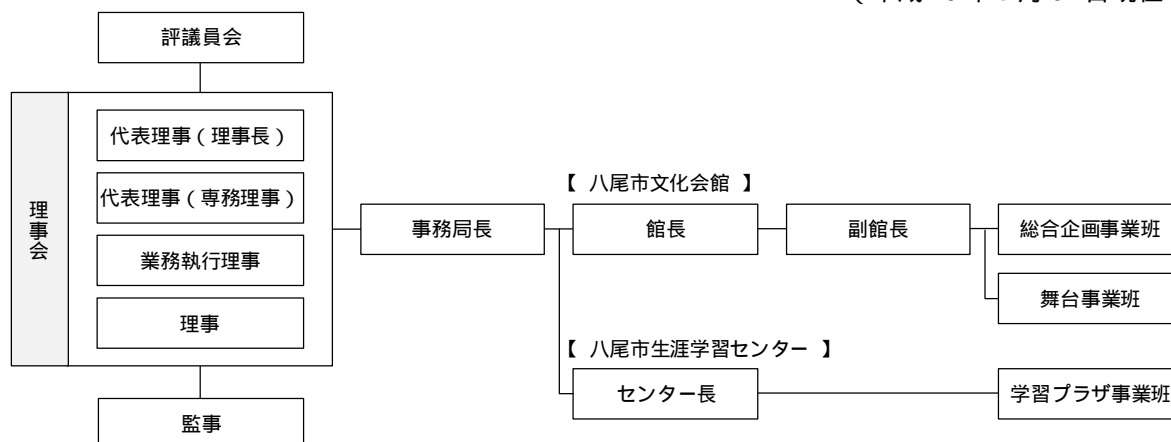 評議員会
理事会
代表理事（理事長）
代表理事（専務理事）
業務執行理事
理事
監事
事務局長
【 八尾市文化会館 】
館長
副館長
総合企画事業班
舞台事業班
【 八尾市生涯学習センター 】
センター長
学習プラザ事業班